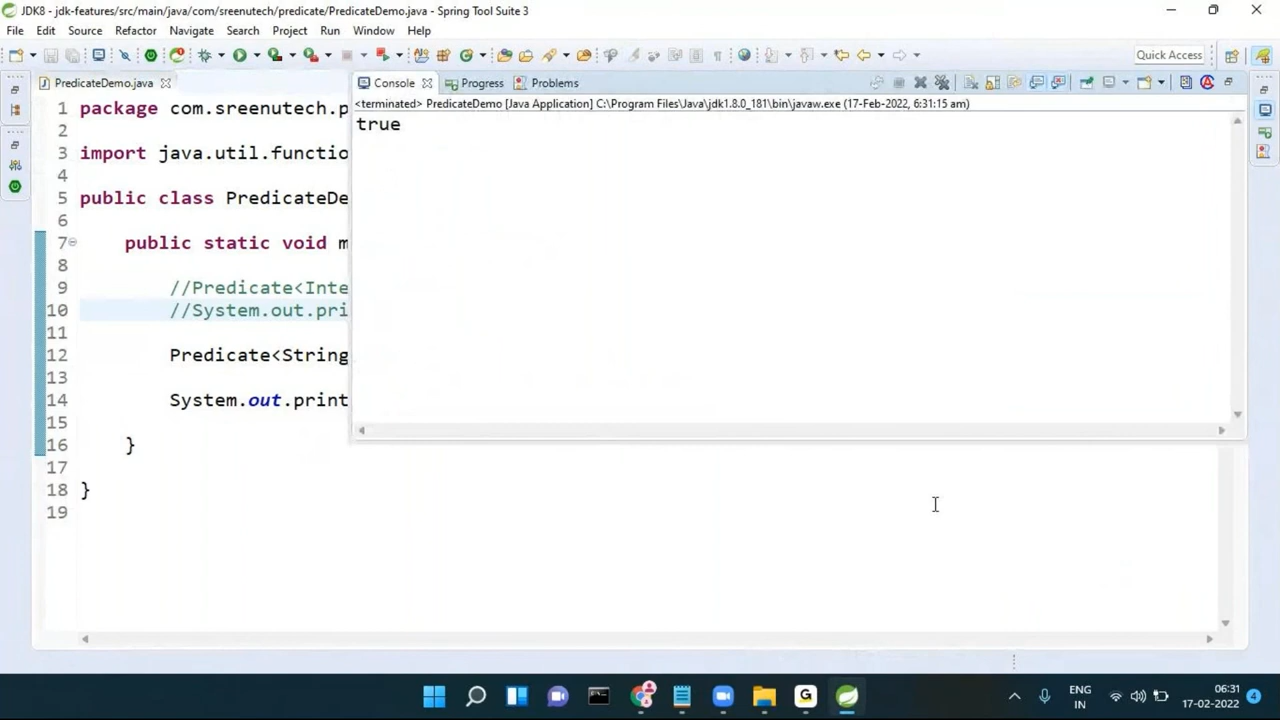 JDK8 - jdk-features/src/main/java/com/sreenutech/predicate/PredicateDemo.java - Spring Tool Suite 3
File Edit Source Refactor Navigate Search Project Run Window Help
Quick Access
PredicateDemo.java
Console Progress Problems
<terminated> PredicateDemo [Java Application] C:\Program Files\Java\jdk1.8.0_181\bin\javaw.exe (17-Feb-2022, 6:31:15 am)
true
1 package com.sreenutech.p
2
3 import java.util.functio
4
5 public class PredicateDe
6
7 public static void m
8
9 //Predicate<Inte
10 //System.out.pri
11
12 Predicate<String
13
14 System.out.print
15
16 }
17
18 }
19
ENG
IN
06:31
17-02-2022
4